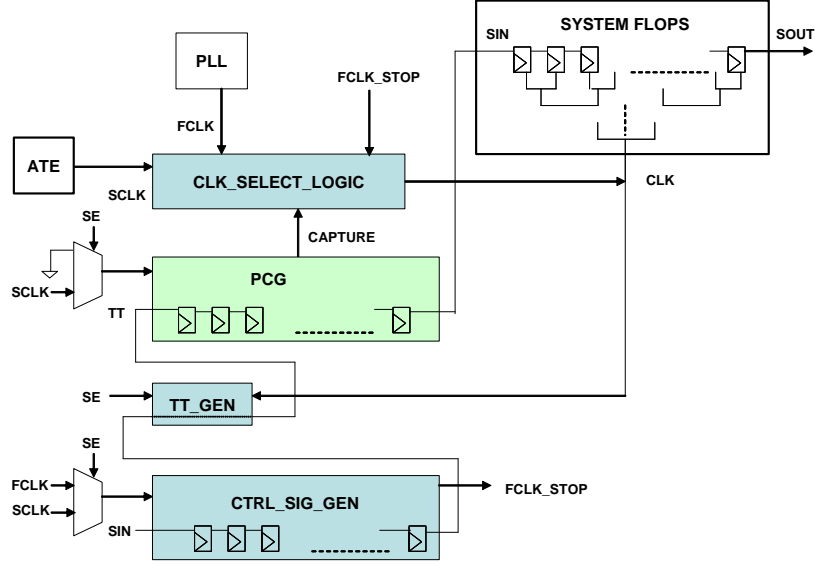 SYSTEM FLOPS
SIN
SOUT
PLL
FCLK_STOP
FCLK
ATE
SCLK
CLK_SELECT_LOGIC
CLK
SE
CAPTURE
SCLK
PCG
TT
SE
TT_GEN
SE
FCLK
SCLK
FCLK_STOP
CTRL_SIG_GEN
SIN